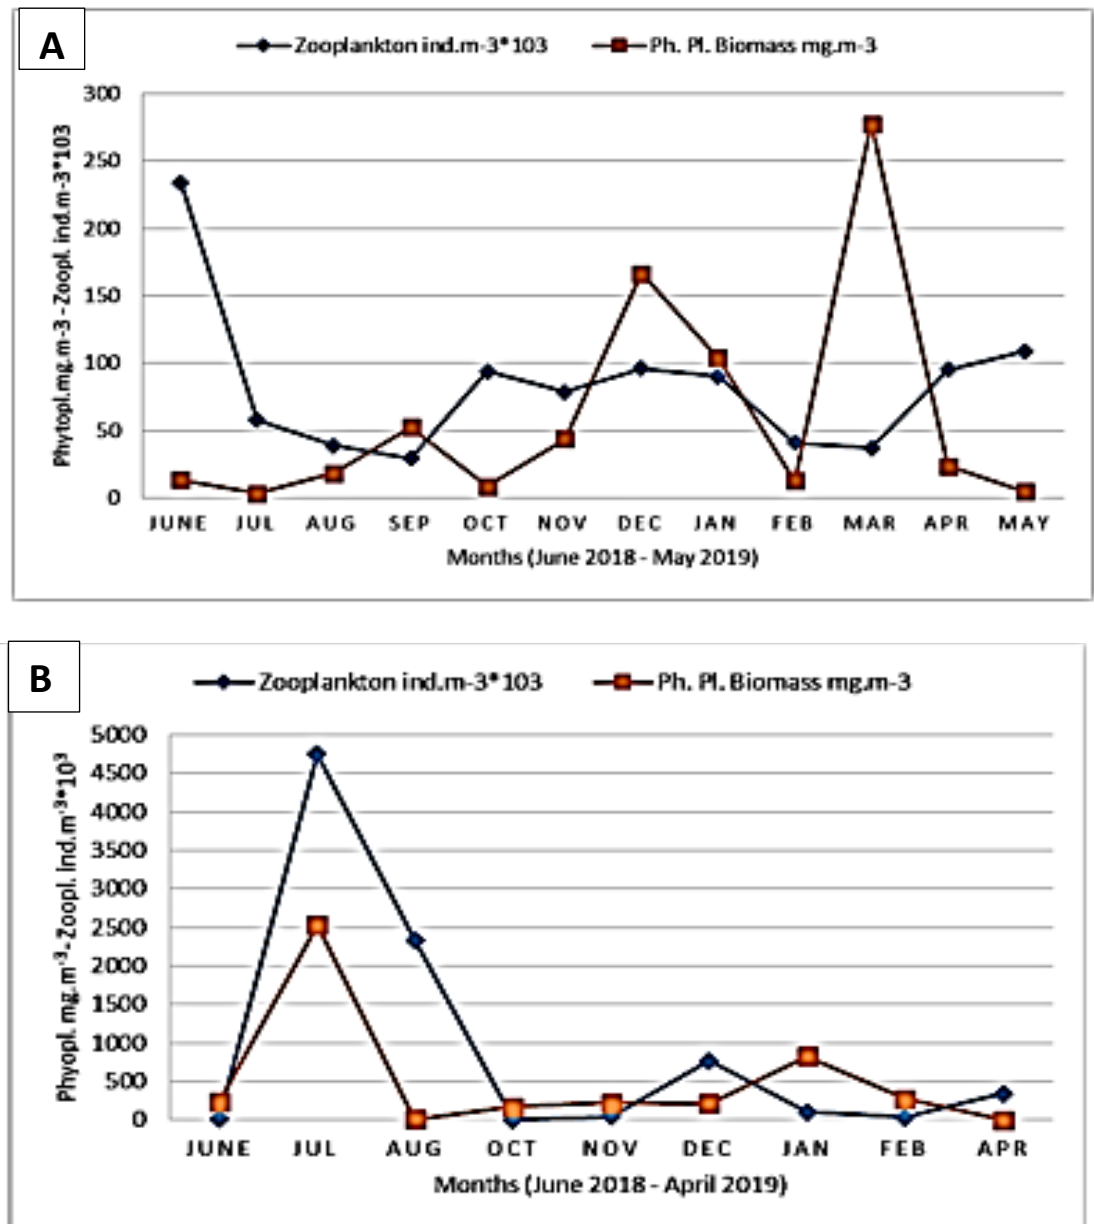 A
Zooplankton ind.m-3*103 Ph. Pl. Biomass mg.m-3
Phytopl.mg.m-3 - Zoopl. ind.m-3*103
300
250
200
150
100
50
0
JUNE JUL AUG SEP OCT NOV DEC JAN FEB MAR APR MAY
Months (June 2018 - May 2019)
B
Zooplankton ind.m-3*103 Ph. Pl. Biomass mg.m-3
Phyopl. mg.m-³-Zoopl. ind.m-³*10³
5000
4500
4000
3500
3000
2500
2000
1500
1000
500
0
JUNE JUL AUG OCT NOV DEC JAN FEB APR
Months (June 2018 - April 2019)